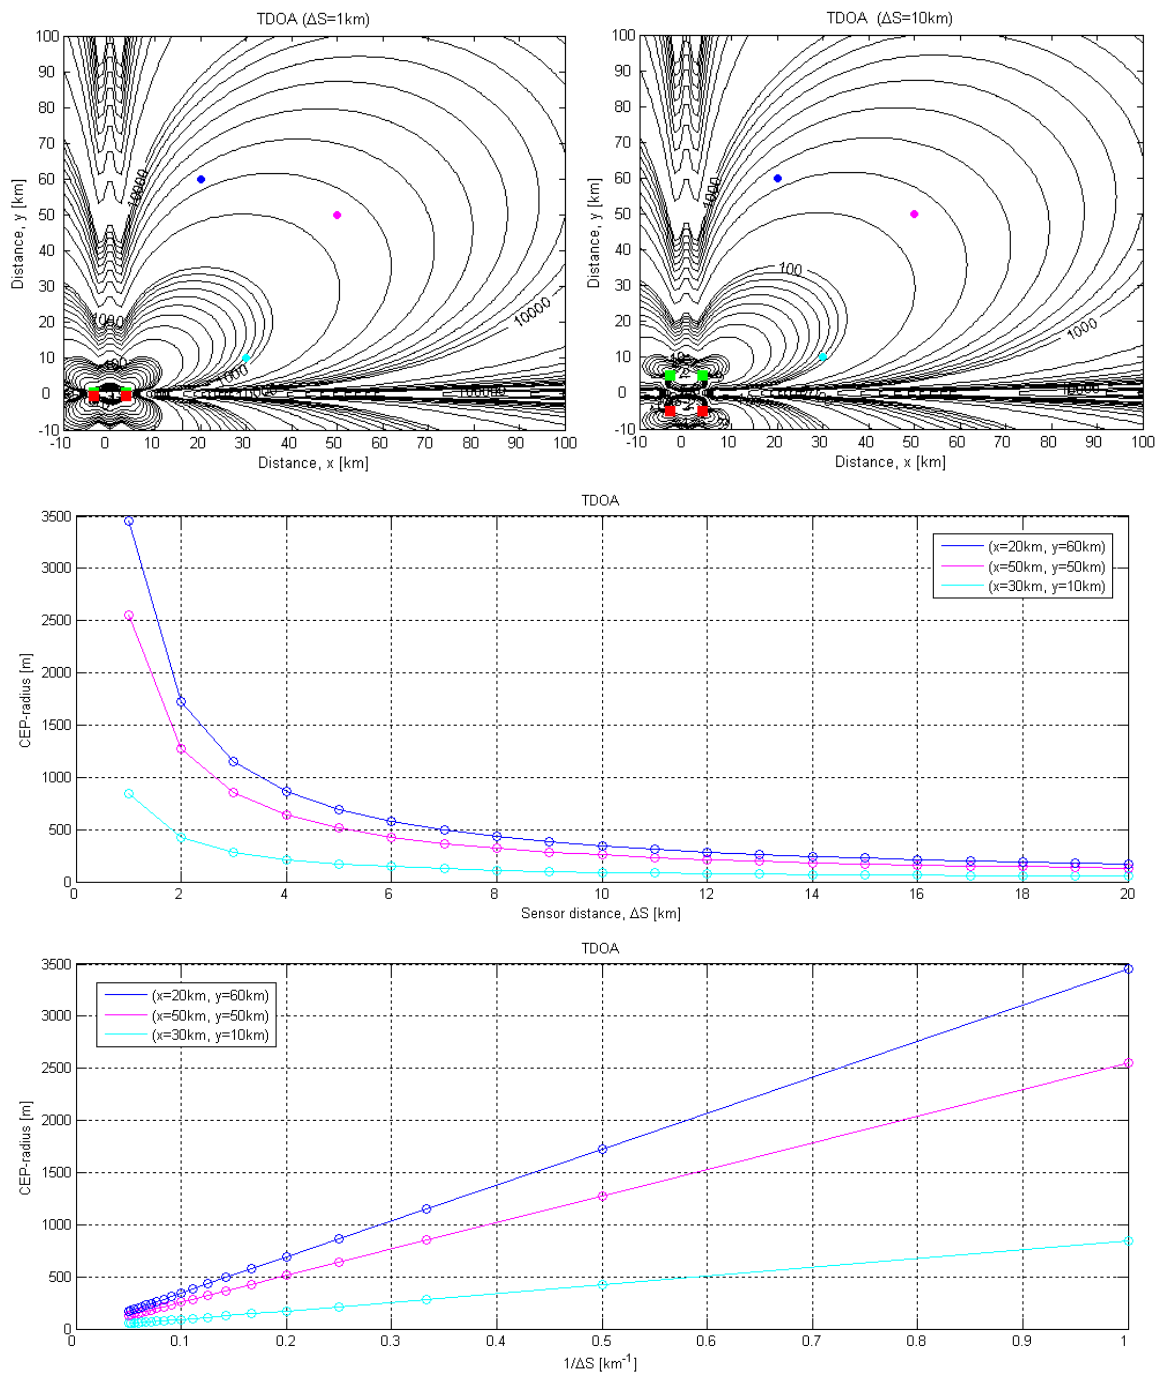 TDOA (ΔS=1km)
100
90
80
70
60
50
40
30
20
10
0
-10
-10 0 10 20 30 40 50 60 70 80 90 100
Distance, y [km]
Distance, x [km]
10000
1000
10000
1000
100000
TDOA (ΔS=10km)
100
90
80
70
60
50
40
30
20
10
0
-10
-10 0 10 20 30 40 50 60 70 80 90 100
Distance, y [km]
Distance, x [km]
1000
100
1000
10000
TDOA
3500
3000
2500
2000
1500
1000
500
0
0 2 4 6 8 10 12 14 16 18 20
CEP-radius [m]
Sensor distance, ΔS [km]
(x=20km, y=60km)
(x=50km, y=50km)
(x=30km, y=10km)
TDOA
3500
3000
2500
2000
1500
1000
500
0
0 0.1 0.2 0.3 0.4 0.5 0.6 0.7 0.8 0.9 1
CEP-radius [m]
1/ΔS [km⁻¹]
(x=20km, y=60km)
(x=50km, y=50km)
(x=30km, y=10km)